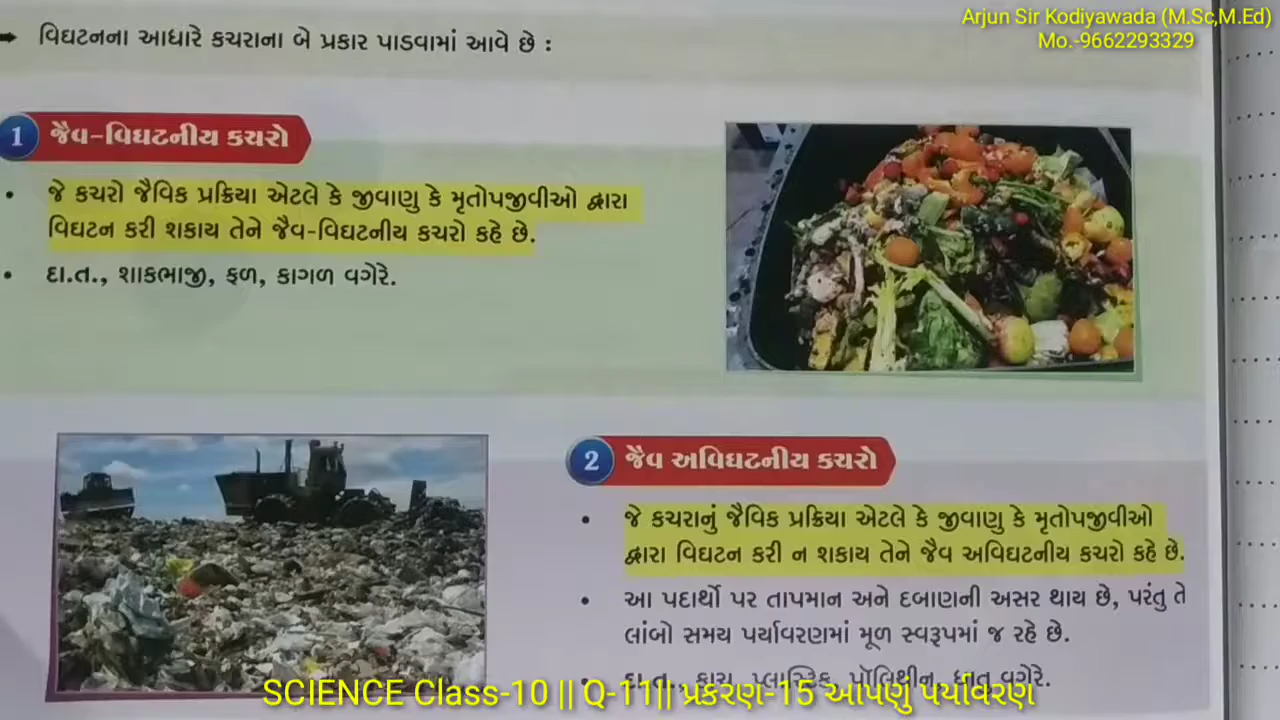 Arjun Sir Kodiyawada (M.Sc,M.Ed)
Mo.-9662293329
➡ વિઘટનના આધારે કચરાના બે પ્રકાર પાડવામાં આવે છે :
1 જૈવ-વિઘટનીય કચરો
• જે કચરો જૈવિક પ્રક્રિયા એટલે કે જીવાણુ કે મૃતોપજીવીઓ દ્વારા
વિઘટન કરી શકાય તેને જૈવ-વિઘટનીય કચરો કહે છે.
• દા.ત., શાકભાજી, ફળ, કાગળ વગેરે.
2 જૈવ અવિઘટનીય કચરો
• જે કચરાનું જૈવિક પ્રક્રિયા એટલે કે જીવાણુ કે મૃતોપજીવીઓ
દ્વારા વિઘટન કરી ન શકાય તેને જૈવ અવિઘટનીય કચરો કહે છે.
• આ પદાર્થો પર તાપમાન અને દબાણની અસર થાય છે, પરંતુ તે
લાંબો સમય પર્યાવરણમાં મૂળ સ્વરૂપમાં જ રહે છે.
• દા.ત., કાચ, પ્લાસ્ટિક, પૉલિથીન, ધાતુ વગેરે.
SCIENCE Class-10 || Q-11|| પ્રકરણ-15 આપણું પર્યાવરણ